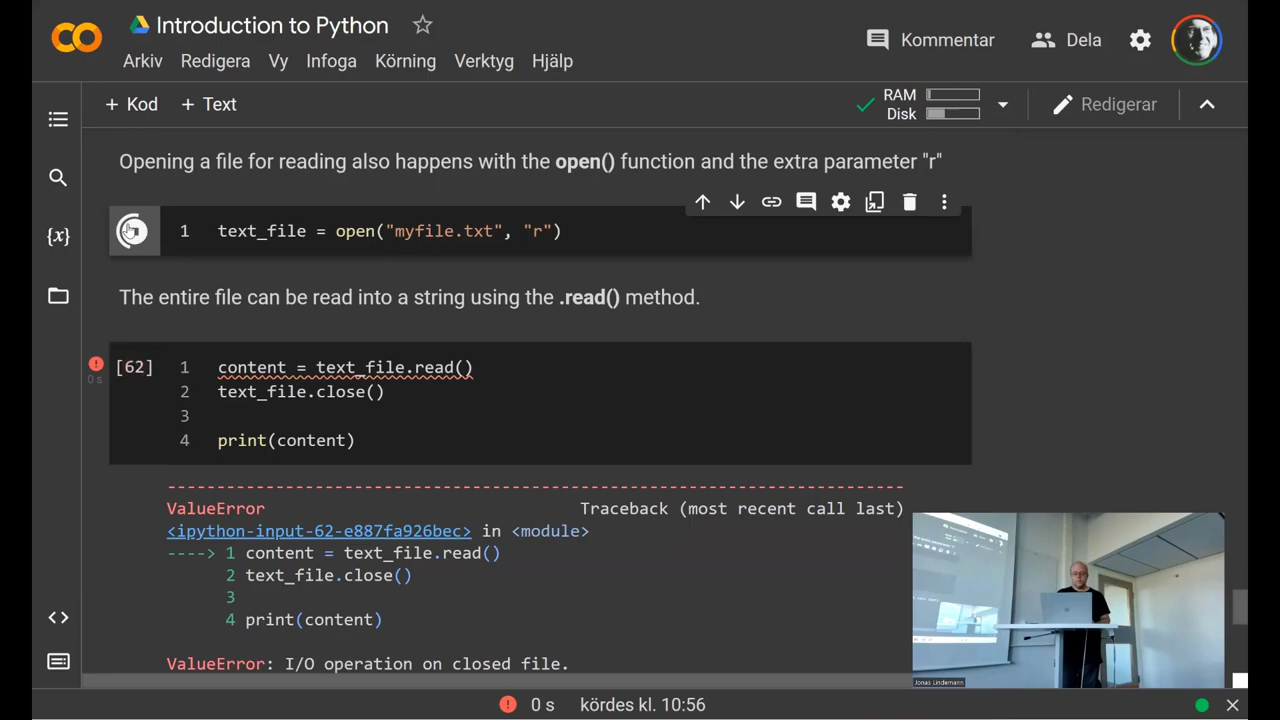 Introduction to Python
Arkiv Redigera Vy Infoga Körning Verktyg Hjälp
Kommentar
Dela
+ Kod + Text
RAM
Disk
Redigerar
Opening a file for reading also happens with the open() function and the extra parameter "r"
1 text_file = open("myfile.txt", "r")
The entire file can be read into a string using the .read() method.
[62]
0 s
1 content = text_file.read()
2 text_file.close()
3
4 print(content)
---------------------------------------------------------------------------
ValueError Traceback (most recent call last)
<ipython-input-62-e887fa926bec> in <module>
----> 1 content = text_file.read()
2 text_file.close()
3
4 print(content)
ValueError: I/O operation on closed file.
Jonas Lindemann
0 s kördes kl. 10:56